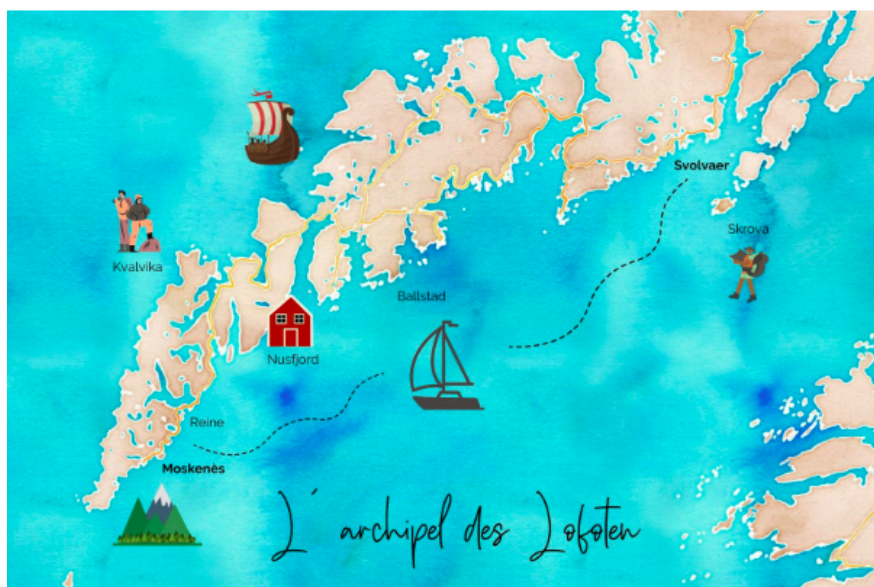 Svolvaer
Skrova
Kvalvika
Ballstad
Nusfjord
Reine
Moskenès
L' archipel des Lofoten